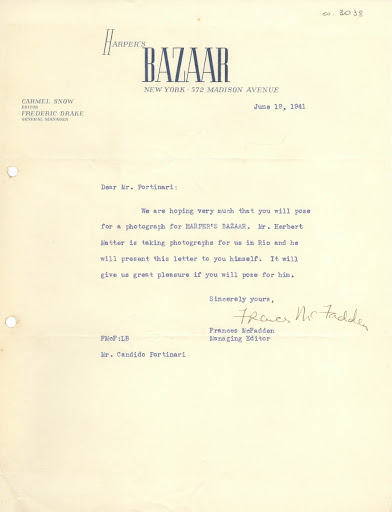 co. 3038
HARPER'S
BAZAAR
NEW YORK · 572 MADISON AVENUE
CARMEL SNOW
EDITOR
FREDERIC DRAKE
GENERAL MANAGER
June 19, 1941
Dear Mr. Portinari:
We are hoping very much that you will pose
for a photograph for HARPER'S BAZAAR. Mr. Herbert
Matter is taking photographs for us in Rio and he
will present this letter to you himself. It will
give us great pleasure if you will pose for him.
Sincerely yours,
Frances McFadden
Frances McFadden
FMcF:LB Managing Editor
Mr. Candido Portinari